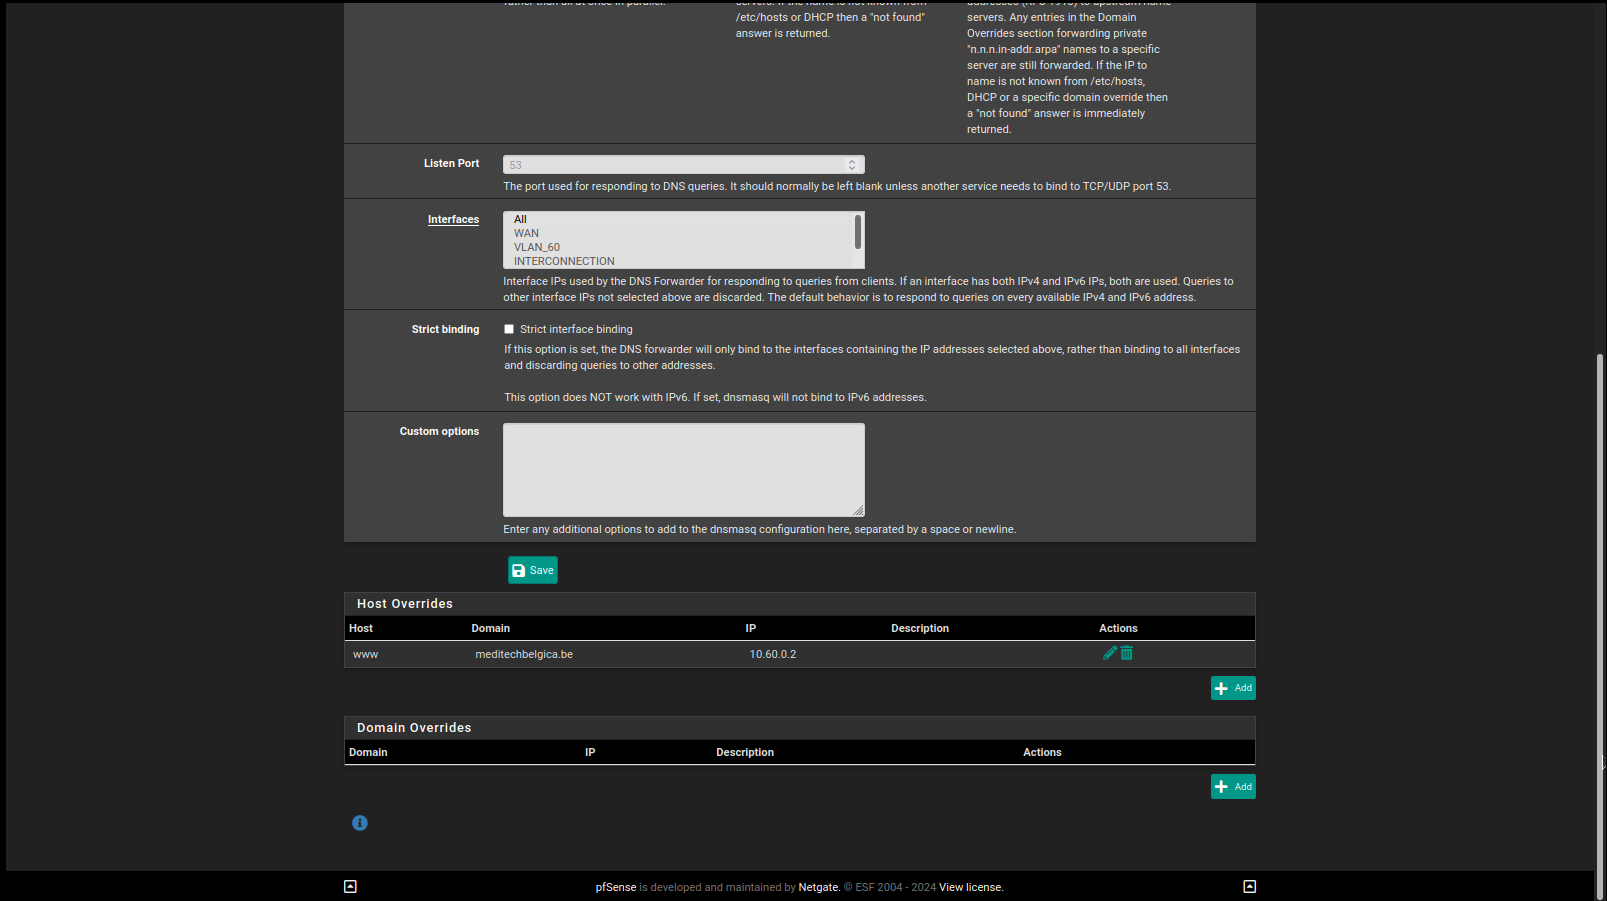 servers. If the name is not known from
/etc/hosts or DHCP then a "not found"
answer is returned.
servers. Any entries in the Domain
Overrides section forwarding private
"n.n.n.in-addr.arpa" names to a specific
server are still forwarded. If the IP to
name is not known from /etc/hosts,
DHCP or a specific domain override then
a "not found" answer is immediately
returned.
Listen Port
53
The port used for responding to DNS queries. It should normally be left blank unless another service needs to bind to TCP/UDP port 53.
Interfaces
All
WAN
VLAN_60
INTERCONNECTION
Interface IPs used by the DNS Forwarder for responding to queries from clients. If an interface has both IPv4 and IPv6 IPs, both are used. Queries to
other interface IPs not selected above are discarded. The default behavior is to respond to queries on every available IPv4 and IPv6 address.
Strict binding
Strict interface binding
If this option is set, the DNS forwarder will only bind to the interfaces containing the IP addresses selected above, rather than binding to all interfaces
and discarding queries to other addresses.
This option does NOT work with IPv6. If set, dnsmasq will not bind to IPv6 addresses.
Custom options
Enter any additional options to add to the dnsmasq configuration here, separated by a space or newline.
Save
Host Overrides
Host Domain IP Description Actions
www meditechbelgica.be 10.60.0.2
Add
Domain Overrides
Domain IP Description Actions
Add
pfSense is developed and maintained by Netgate. © ESF 2004 - 2024 View license.